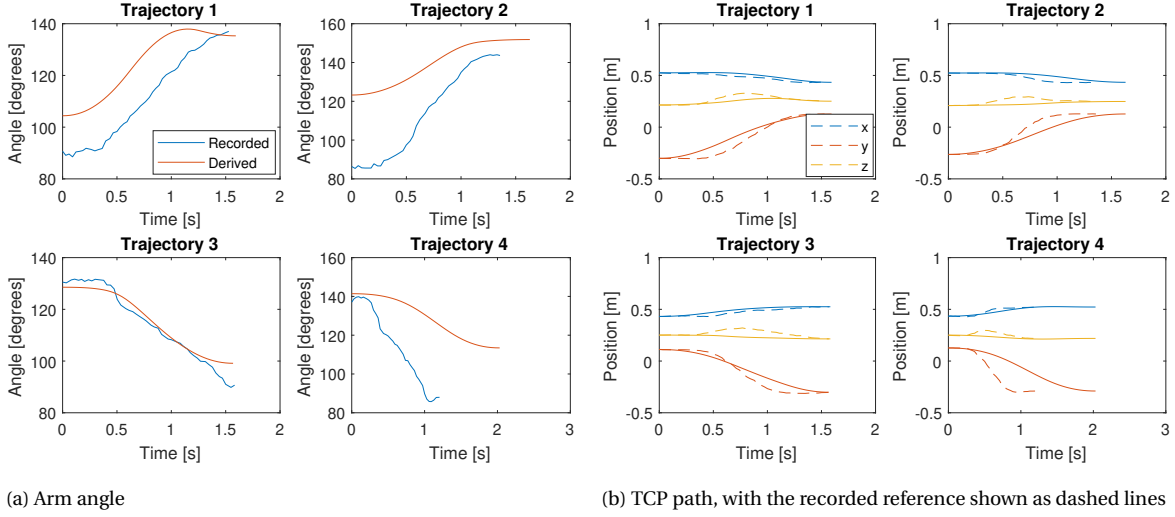 Trajectory 1
Angle [degrees]
140
120
100
80
0
0.5
1
1.5
2
Time [s]
Recorded
Derived
Trajectory 2
Angle [degrees]
160
140
120
100
80
0
0.5
1
1.5
2
Time [s]
Trajectory 3
Angle [degrees]
140
120
100
80
0
0.5
1
1.5
2
Time [s]
Trajectory 4
Angle [degrees]
160
140
120
100
80
0
1
2
3
Time [s]
(a) Arm angle
Trajectory 1
Position [m]
1
0.5
0
-0.5
0
0.5
1
1.5
2
Time [s]
x
y
z
Trajectory 2
Position [m]
1
0.5
0
-0.5
0
0.5
1
1.5
2
Time [s]
Trajectory 3
Position [m]
1
0.5
0
-0.5
0
0.5
1
1.5
2
Time [s]
Trajectory 4
Position [m]
1
0.5
0
-0.5
0
1
2
3
Time [s]
(b) TCP path, with the recorded reference shown as dashed lines